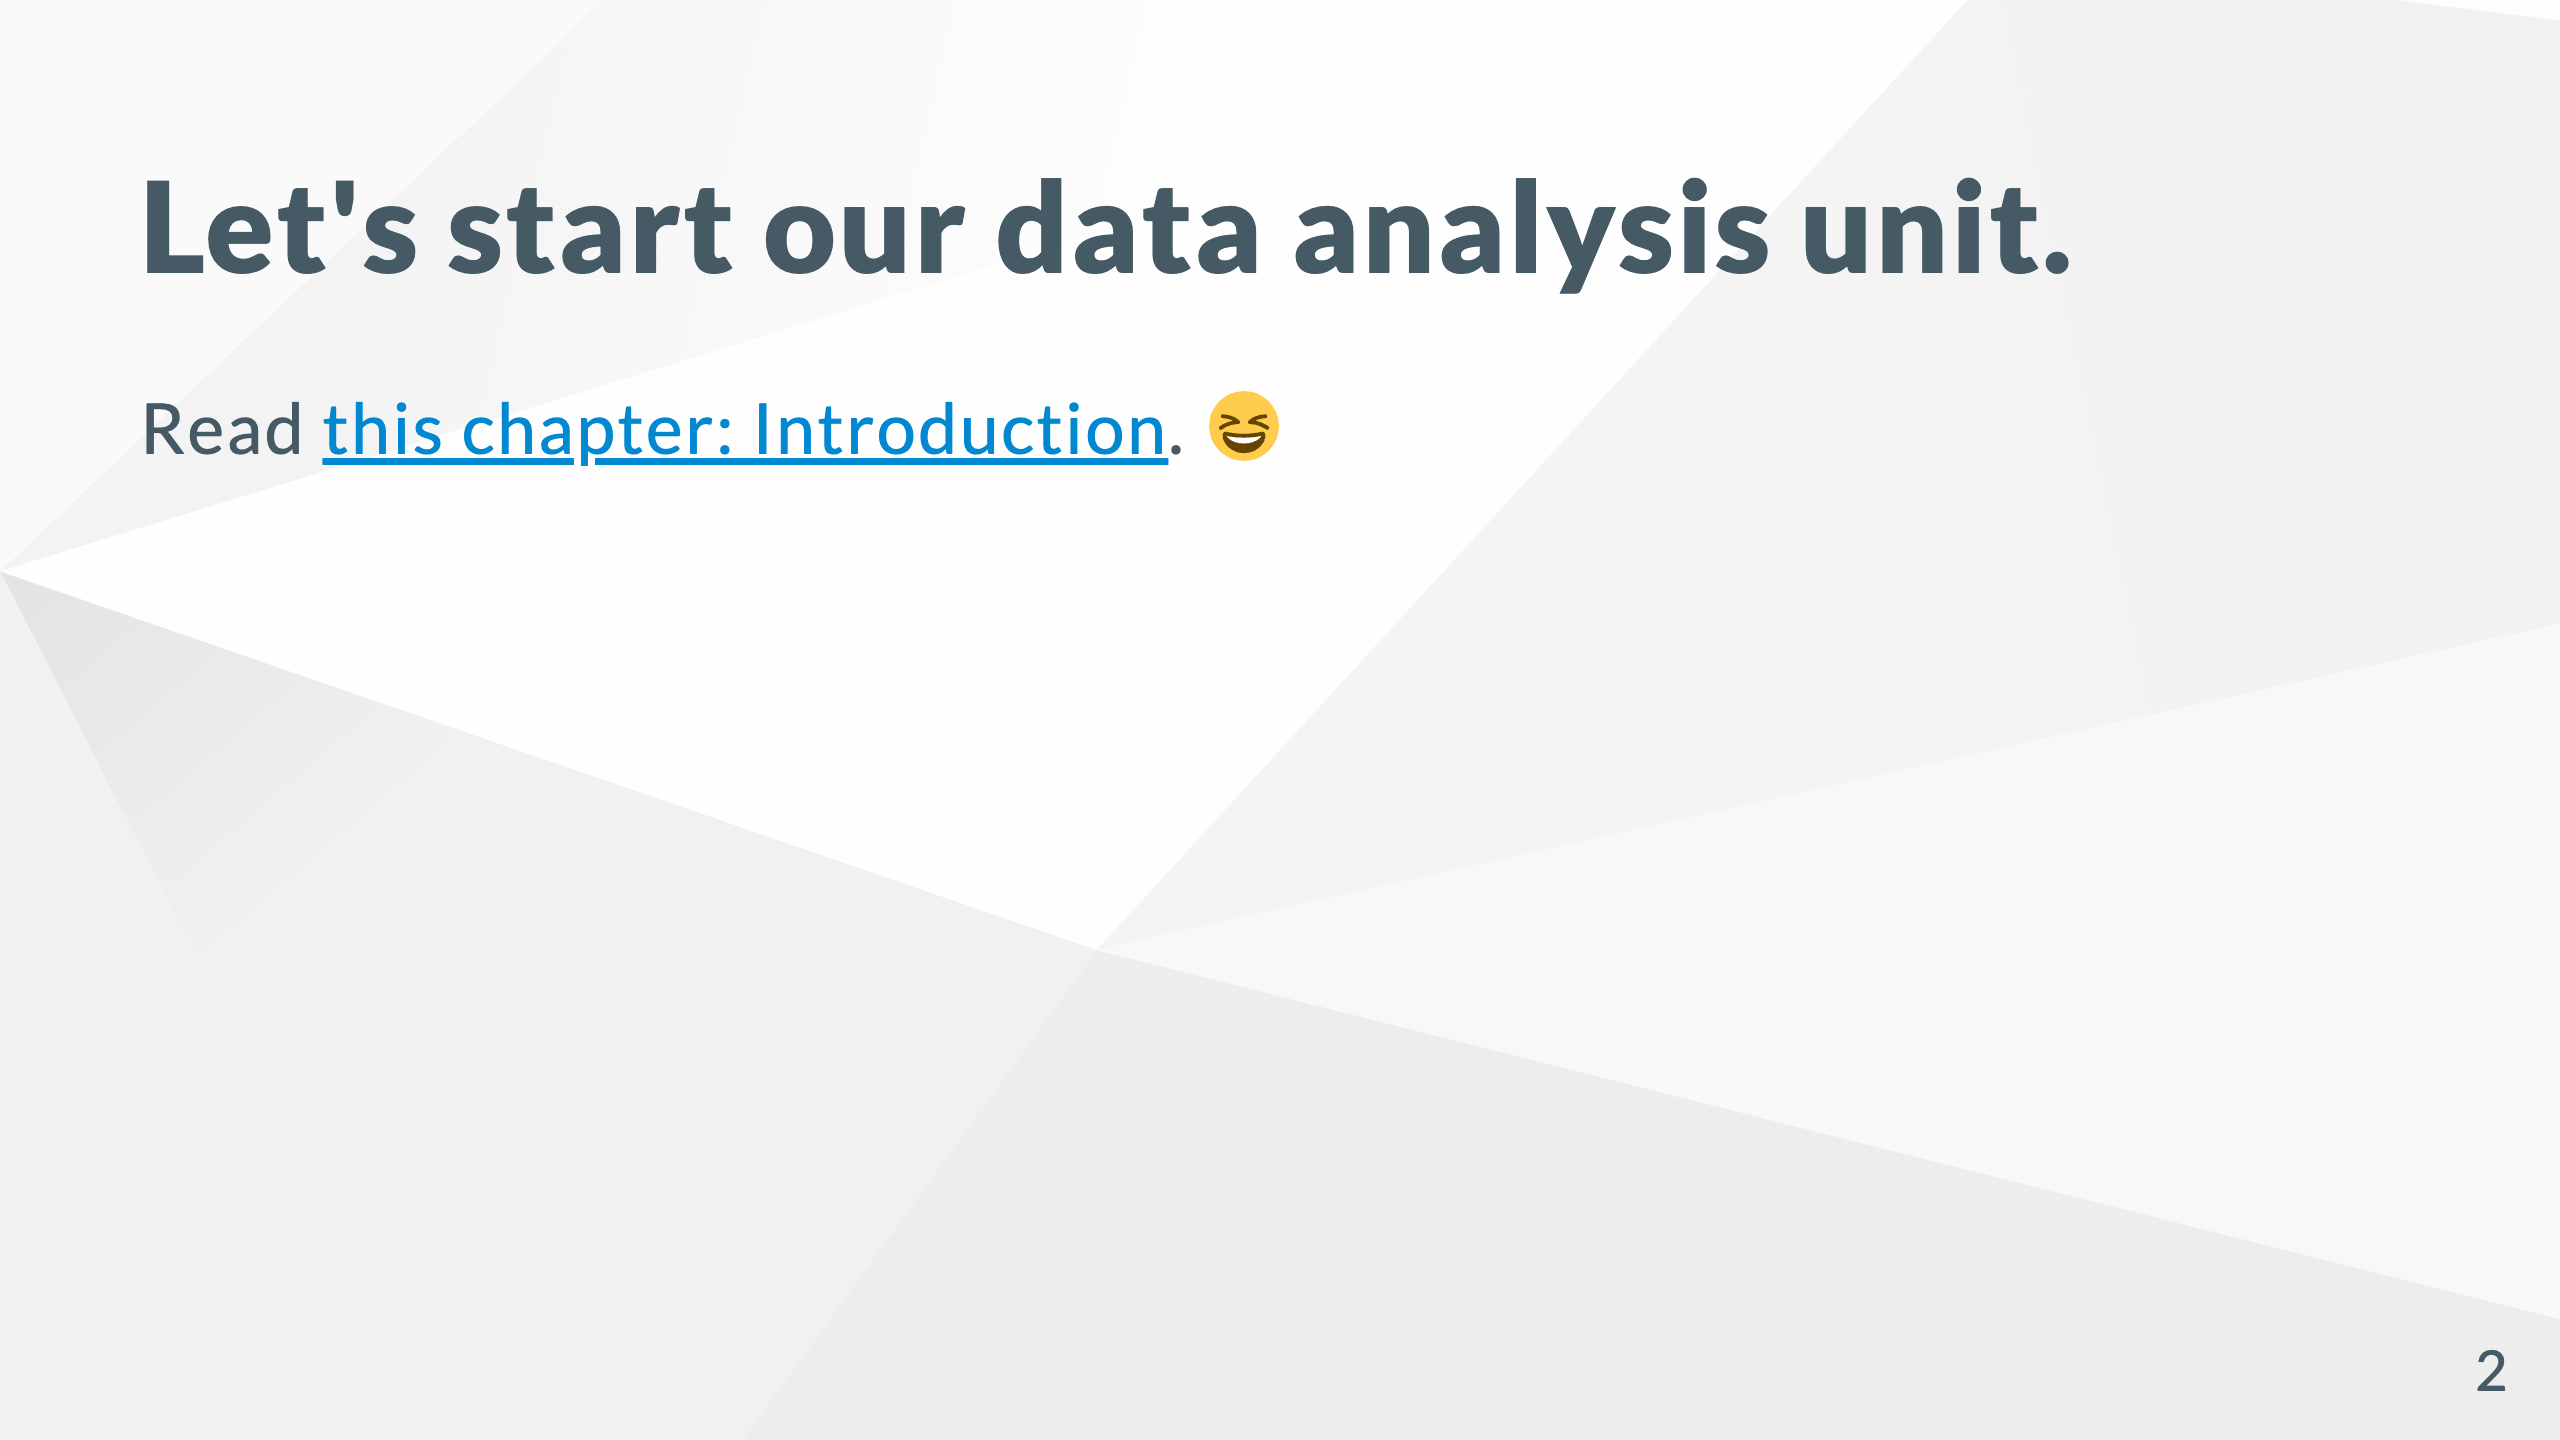 Let's start our data analysis unit.
Read this chapter: Introduction. 😆
2